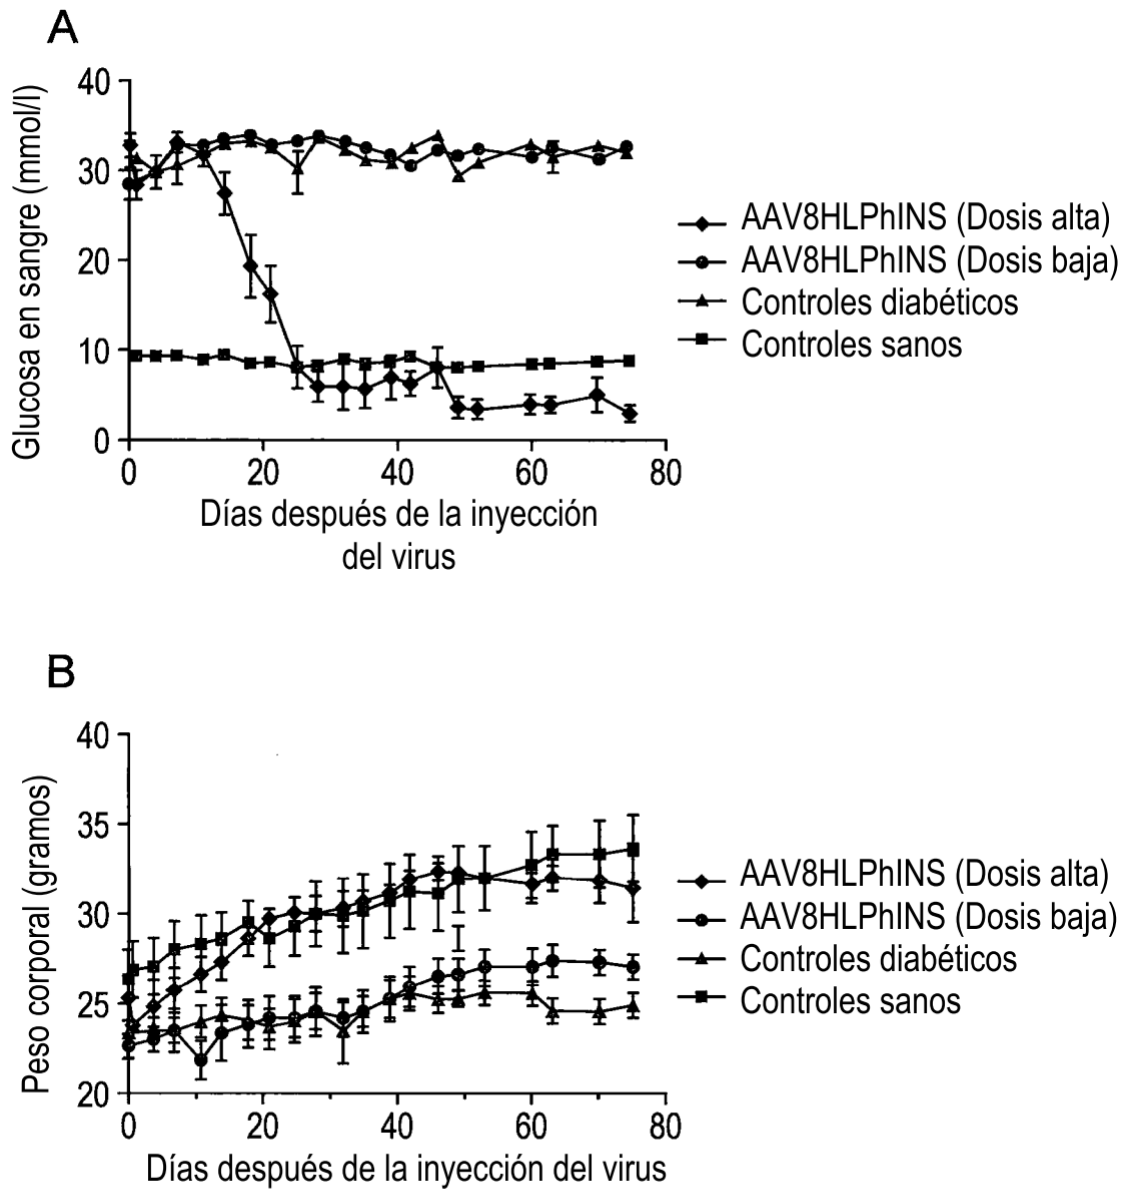 A
40
30
20
10
0
Glucosa en sangre (mmol/l)
0 20 40 60 80
Días después de la inyección
del virus
AAV8HLPhINS (Dosis alta)
AAV8HLPhINS (Dosis baja)
Controles diabéticos
Controles sanos
B
40
35
30
25
20
Peso corporal (gramos)
0 20 40 60 80
Días después de la inyección del virus
AAV8HLPhINS (Dosis alta)
AAV8HLPhINS (Dosis baja)
Controles diabéticos
Controles sanos